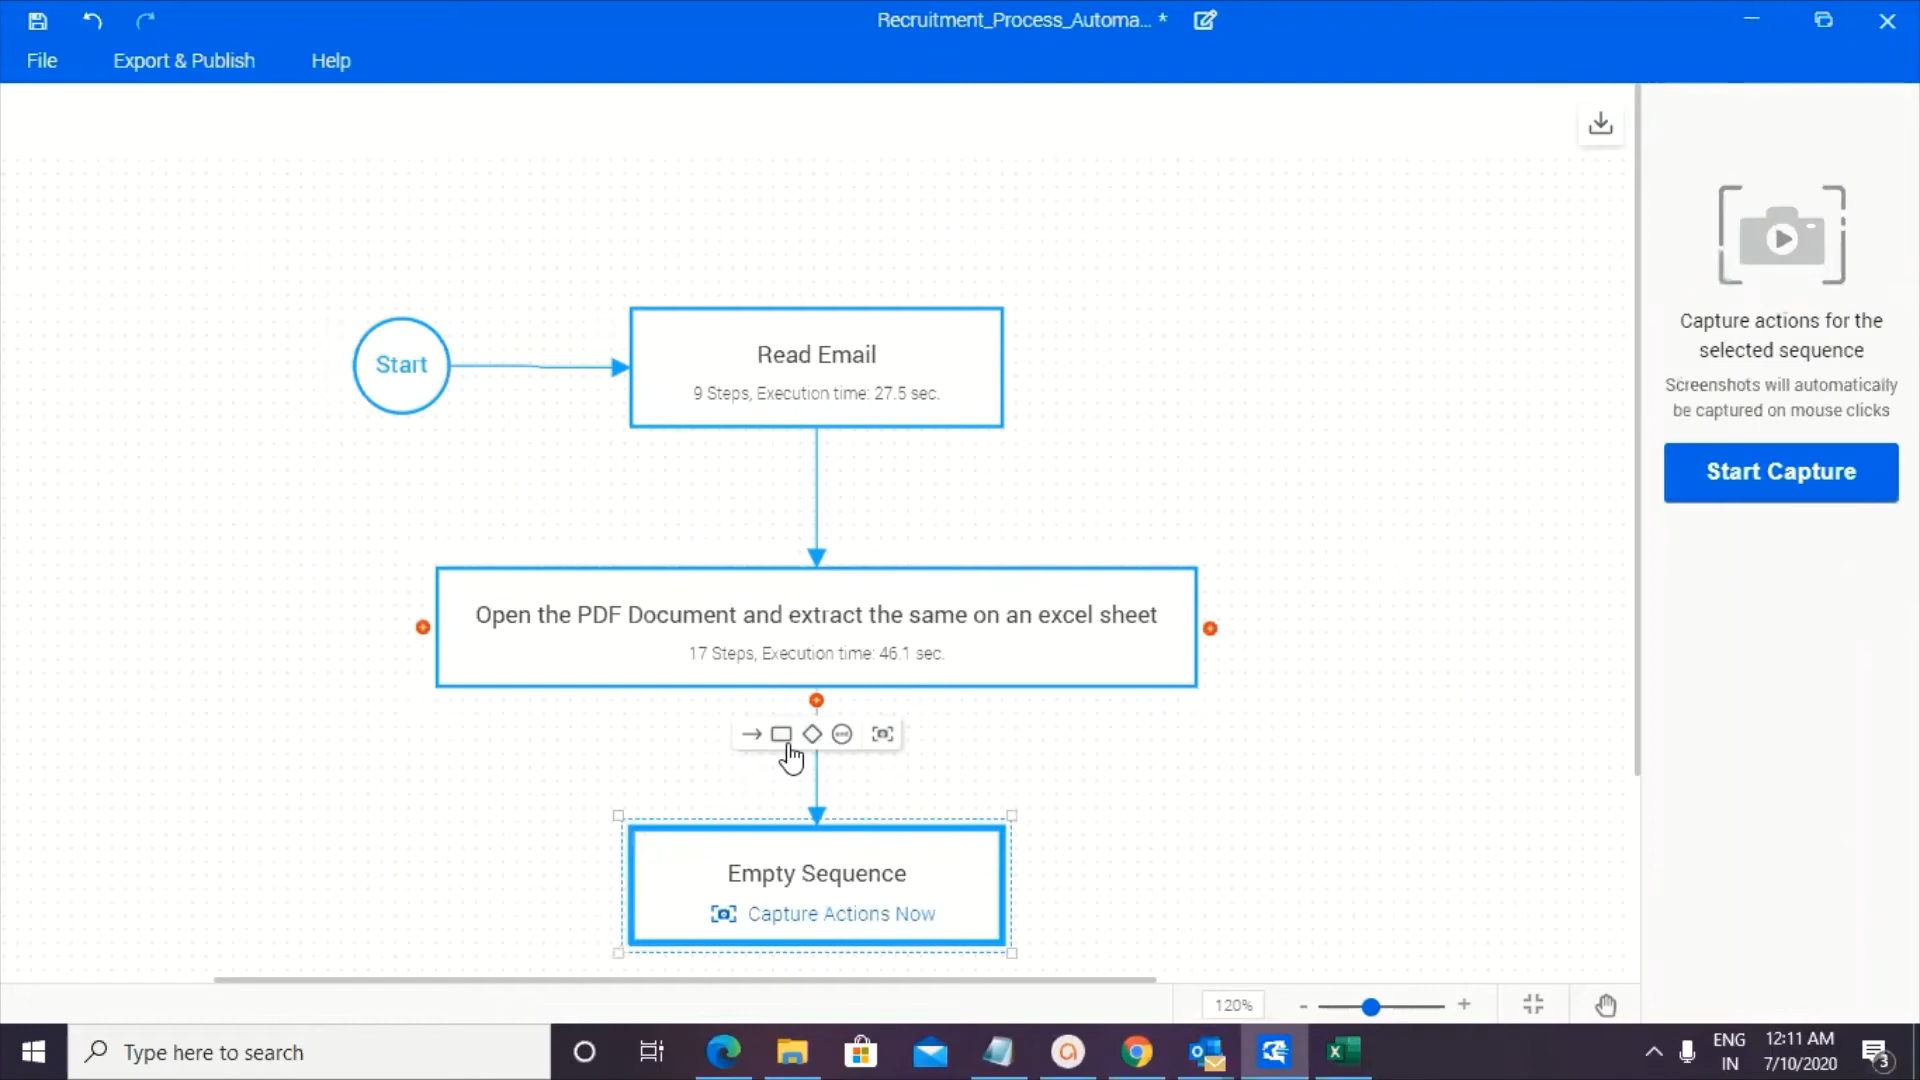 Recruitment_Process_Automa... *
File Export & Publish Help
Capture actions for the
selected sequence
Screenshots will automatically
be captured on mouse clicks
Start Capture
Start
Read Email
9 Steps, Execution time: 27.5 sec.
Open the PDF Document and extract the same on an excel sheet
17 Steps, Execution time: 46.1 sec.
Empty Sequence
Capture Actions Now
120% - +
Type here to search
ENG
IN
12:11 AM
7/10/2020
3